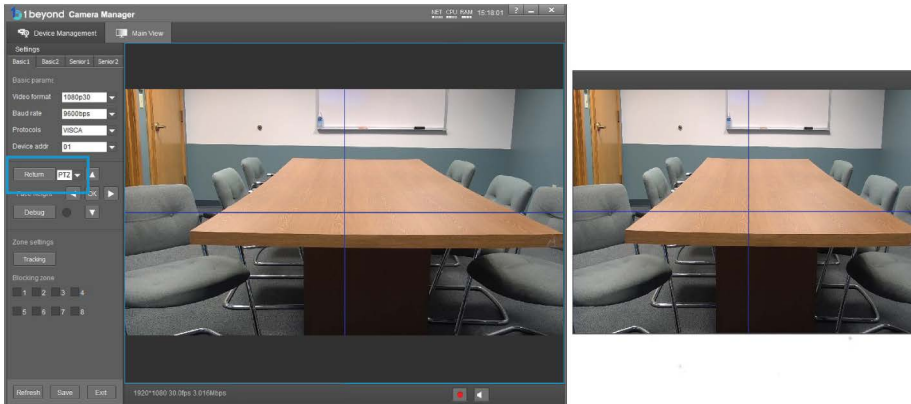 1beyond Camera Manager
NET CPU RAM 15:18:01 ?
Device Management Main View
Settings
Basic1 Basic2 Senior1 Senior2
Basic params
Video format 1080p30
Baud rate 9600bps
Protocols VISCA
Device addr 01
Return PTZ
OK
Debug
Zone settings
Tracking
Blocking zone
1 2 3 4
5 6 7 8
Refresh Save Exit
1920*1080 30.0fps 3.016Mbps